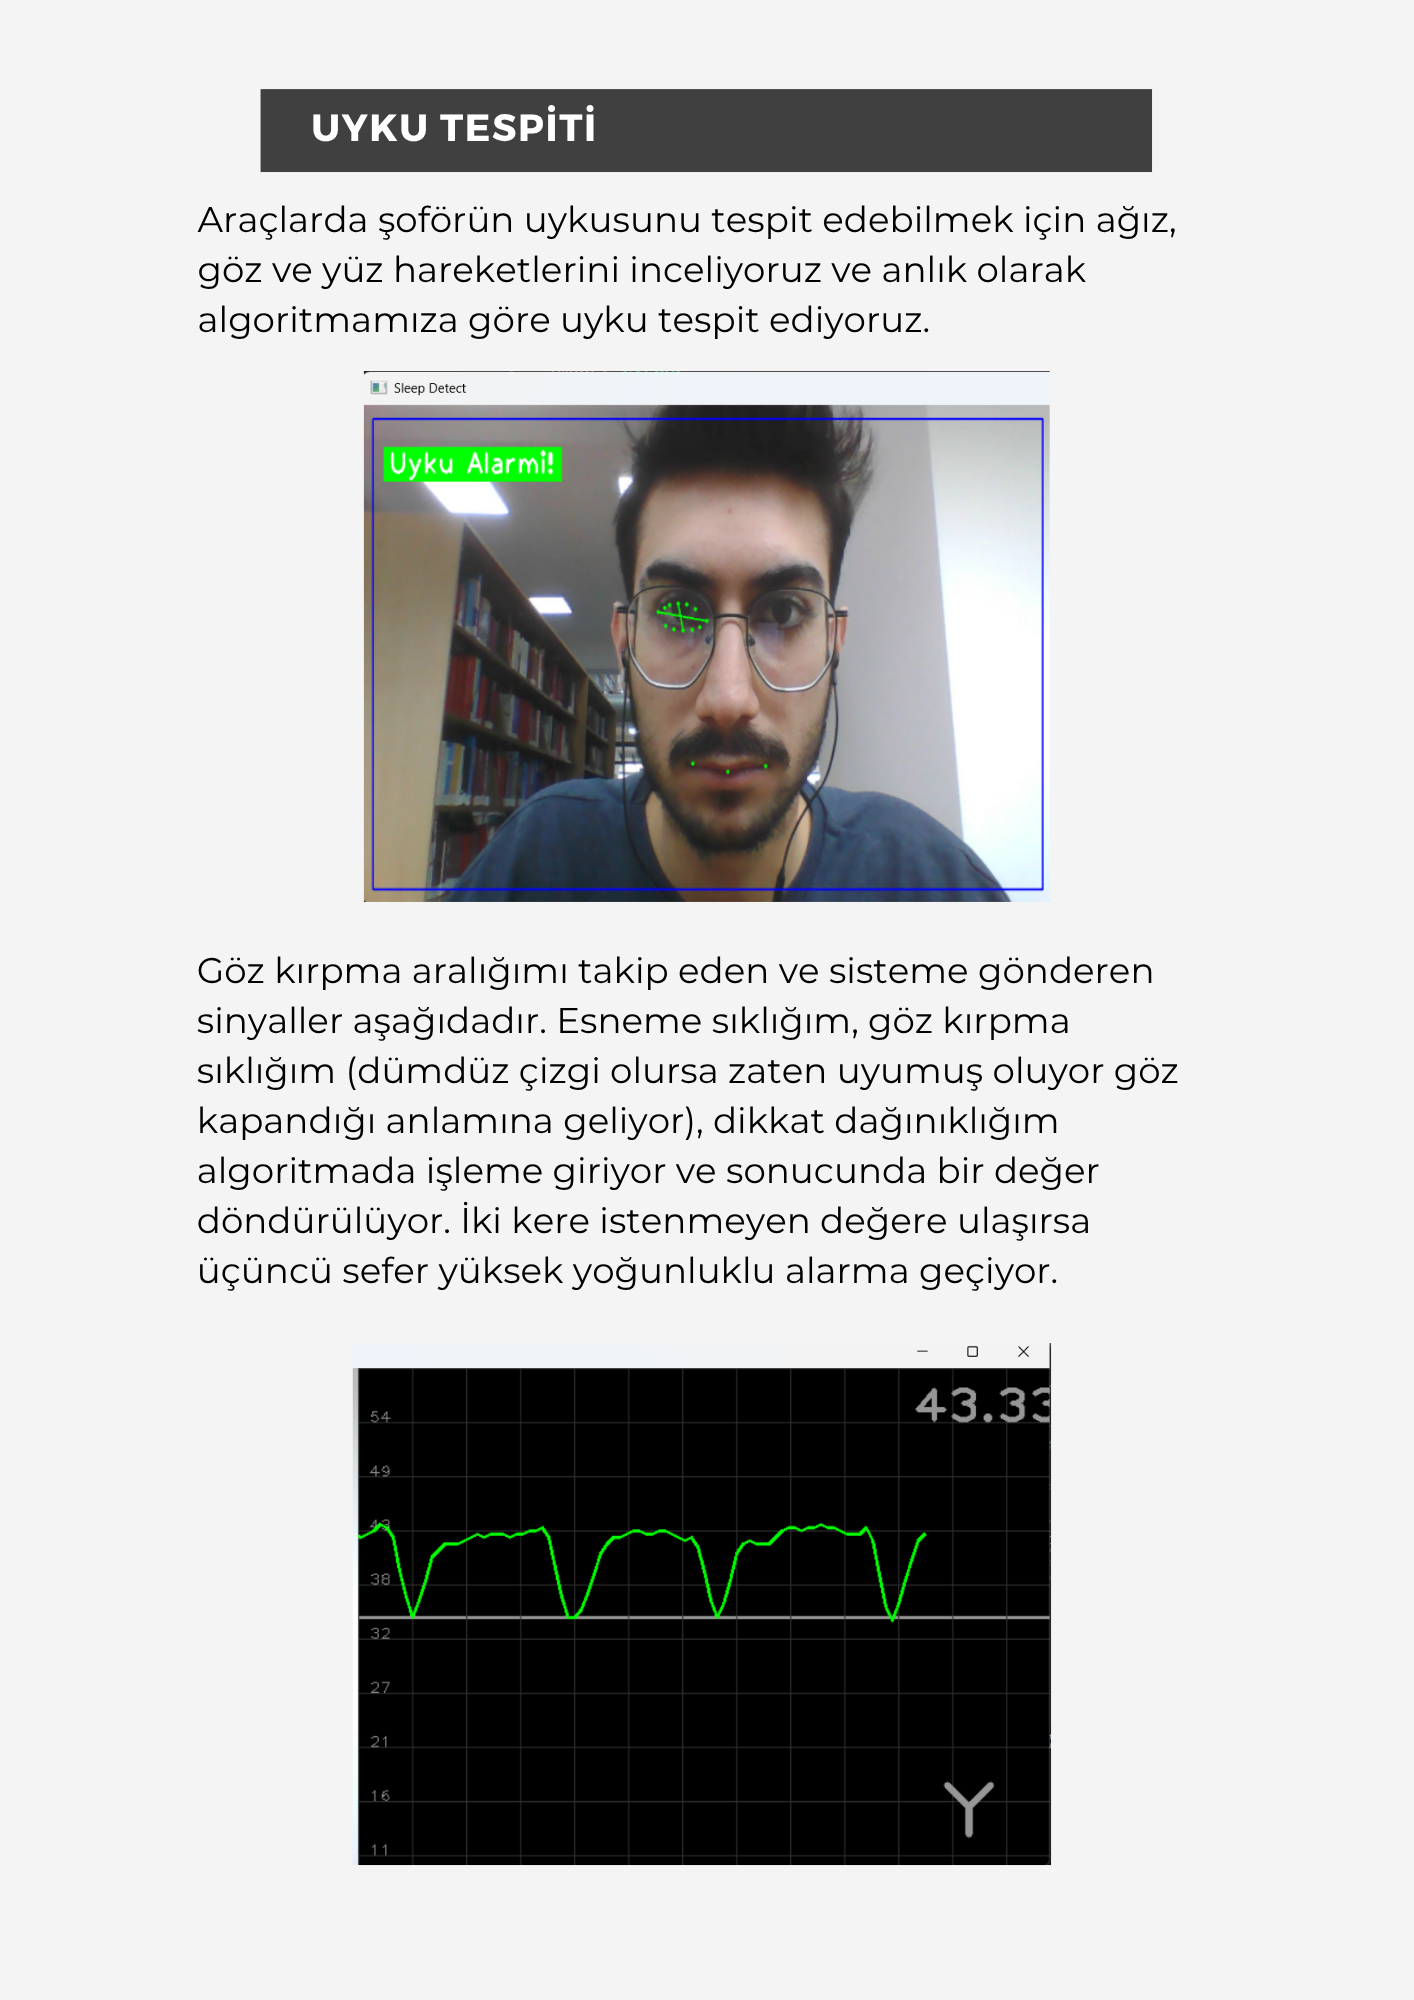 UYKU TESPİTİ
Araçlarda şoförün uykusunu tespit edebilmek için ağız,
göz ve yüz hareketlerini inceliyoruz ve anlık olarak
algoritmamıza göre uyku tespit ediyoruz.
Sleep Detect
Uyku Alarmi!
Göz kırpma aralığımı takip eden ve sisteme gönderen
sinyaller aşağıdadır. Esneme sıklığım, göz kırpma
sıklığım (dümdüz çizgi olursa zaten uyumuş oluyor göz
kapandığı anlamına geliyor), dikkat dağınıklığım
algoritmada işleme giriyor ve sonucunda bir değer
döndürülüyor. İki kere istenmeyen değere ulaşırsa
üçüncü sefer yüksek yoğunluklu alarma geçiyor.
43.33
54
49
43
38
32
27
21
16
11
Y